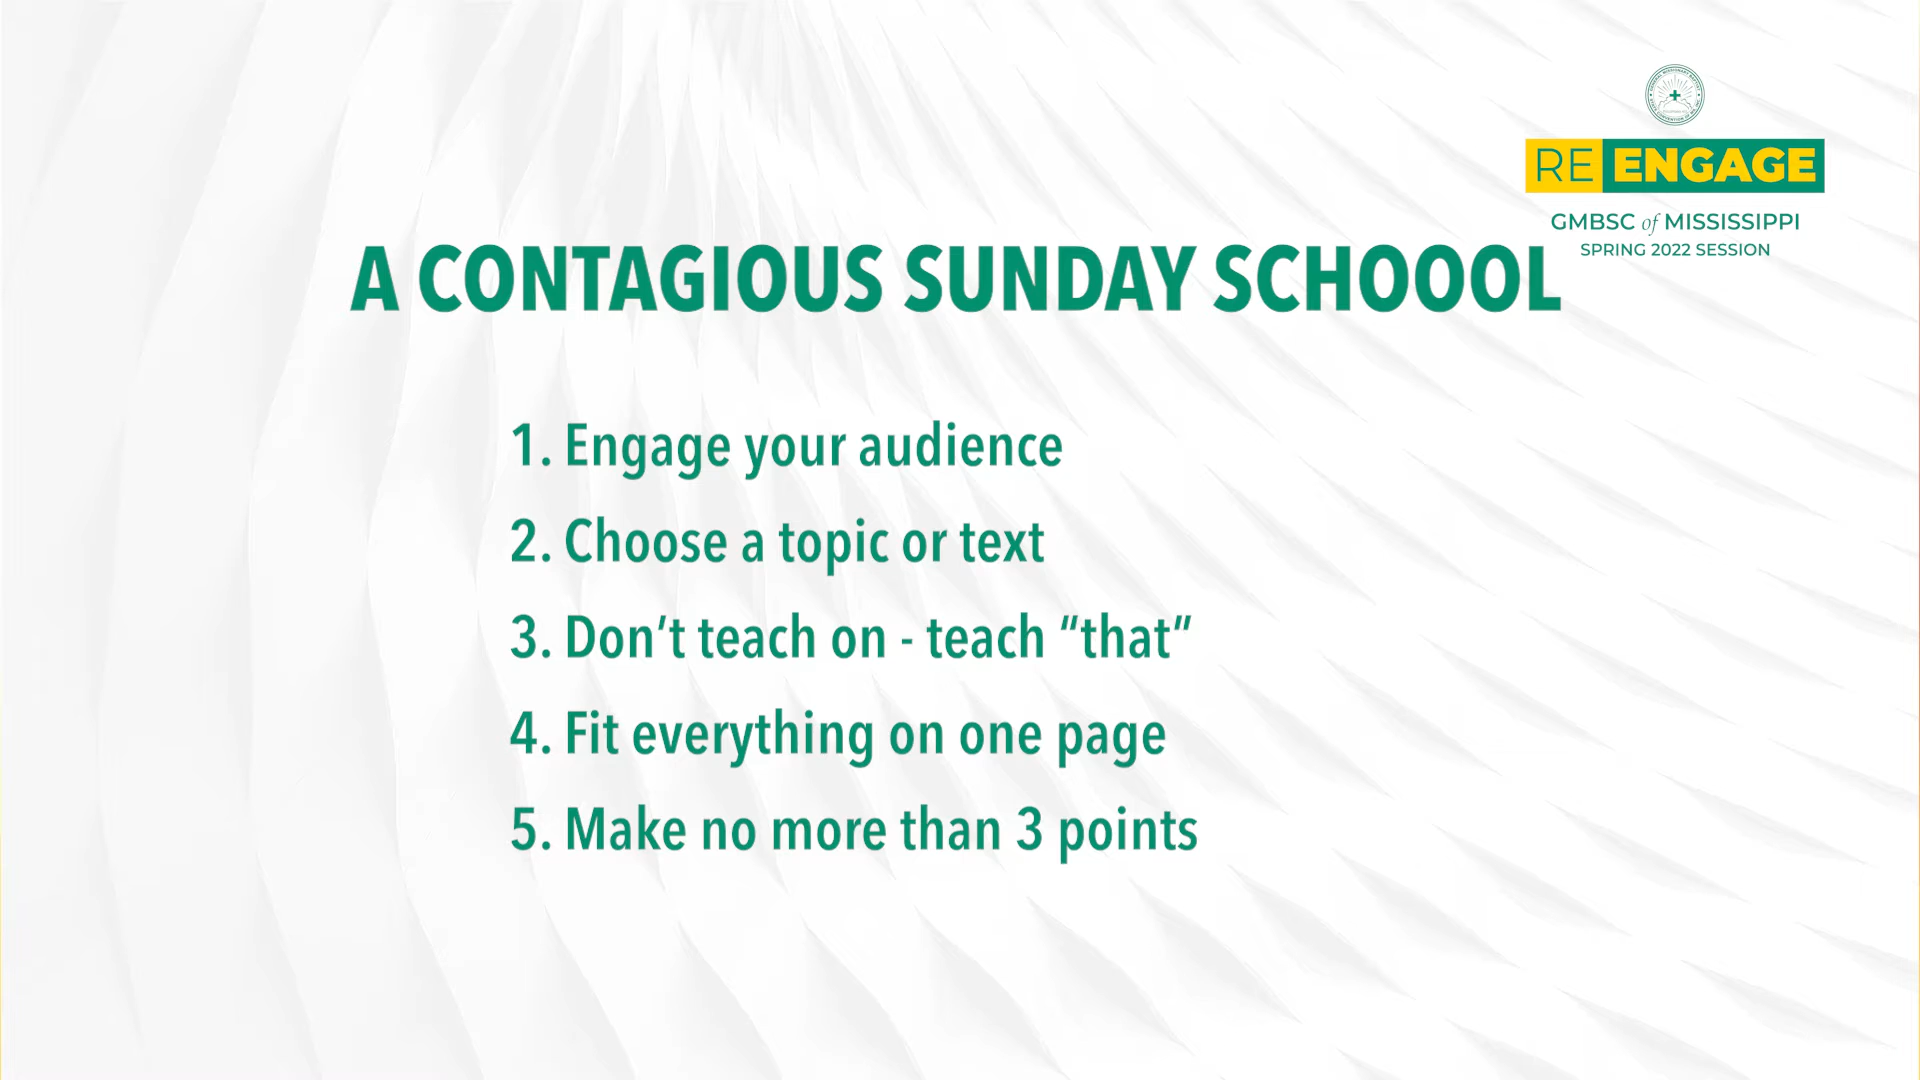 RE ENGAGE
GMBSC of MISSISSIPPI
SPRING 2022 SESSION
A CONTAGIOUS SUNDAY SCHOOOL
1. Engage your audience
2. Choose a topic or text
3. Don’t teach on - teach “that”
4. Fit everything on one page
5. Make no more than 3 points